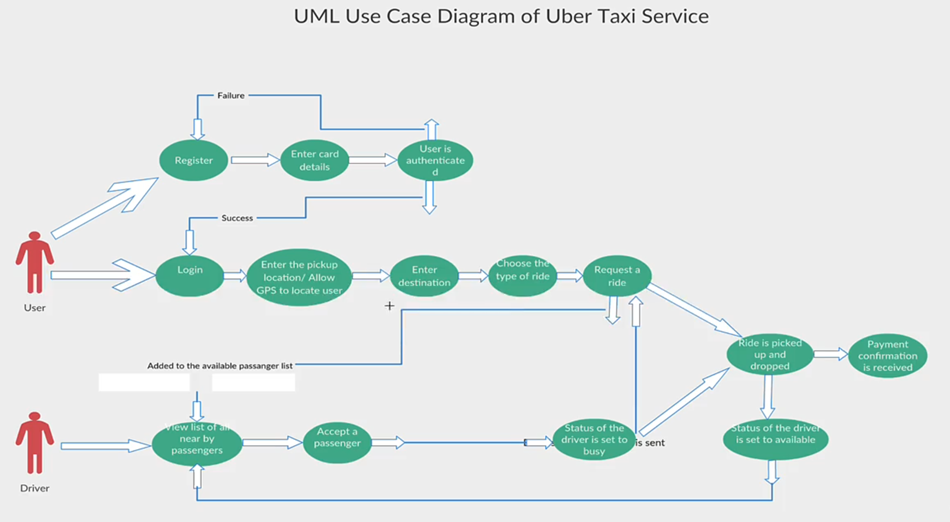 UML Use Case Diagram of Uber Taxi Service
Failure
Register
Enter card
details
User is
authenticate
d
Success
Login
Enter the pickup
location/ Allow
GPS to locate user
Enter
destination
Choose the
type of ride
Request a
ride
User
Ride is picked
up and
dropped
Payment
confirmation
is received
Added to the available passanger list
View list of all
near by
passengers
Accept a
passenger
Status of the
driver is set to
busy
is sent
Status of the driver
is set to available
Driver